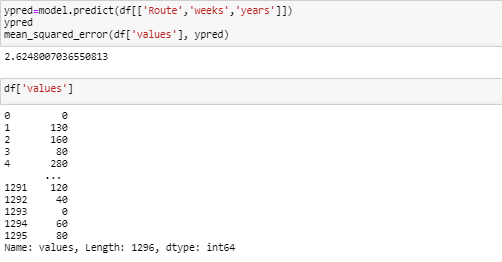 ypred=model.predict(df[['Route','weeks','years']])
ypred
mean_squared_error(df['values'], ypred)
2.6248007036550813
df['values']
0 0
1 130
2 160
3 80
4 280
...
1291 120
1292 40
1293 0
1294 60
1295 80
Name: values, Length: 1296, dtype: int64